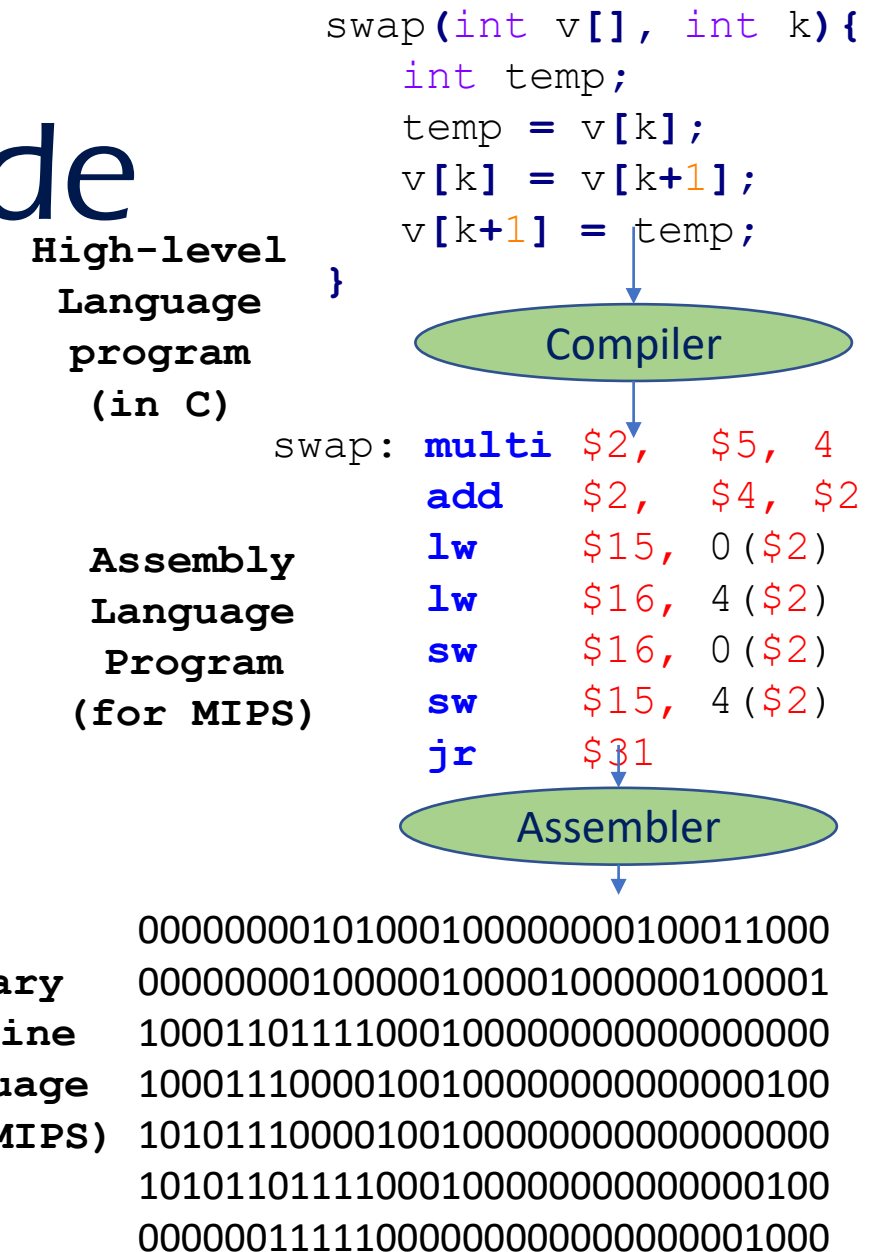 swap(int v[], int k){
int temp;
temp = v[k];
v[k] = v[k+1];
v[k+1] = temp;
}
de
High-level
Language
program
(in C)
Compiler
swap: multi $2, $5, 4
add $2, $4, $2
lw $15, 0($2)
lw $16, 4($2)
sw $16, 0($2)
sw $15, 4($2)
jr $31
Assembly
Language
Program
(for MIPS)
Assembler
00000000101000100000000100011000
ary 00000000100000100001000000100001
ine 10001101111000100000000000000000
uage 10001110000100100000000000000100
MIPS) 10101110000100100000000000000000
10101101111000100000000000000100
00000011111000000000000000001000